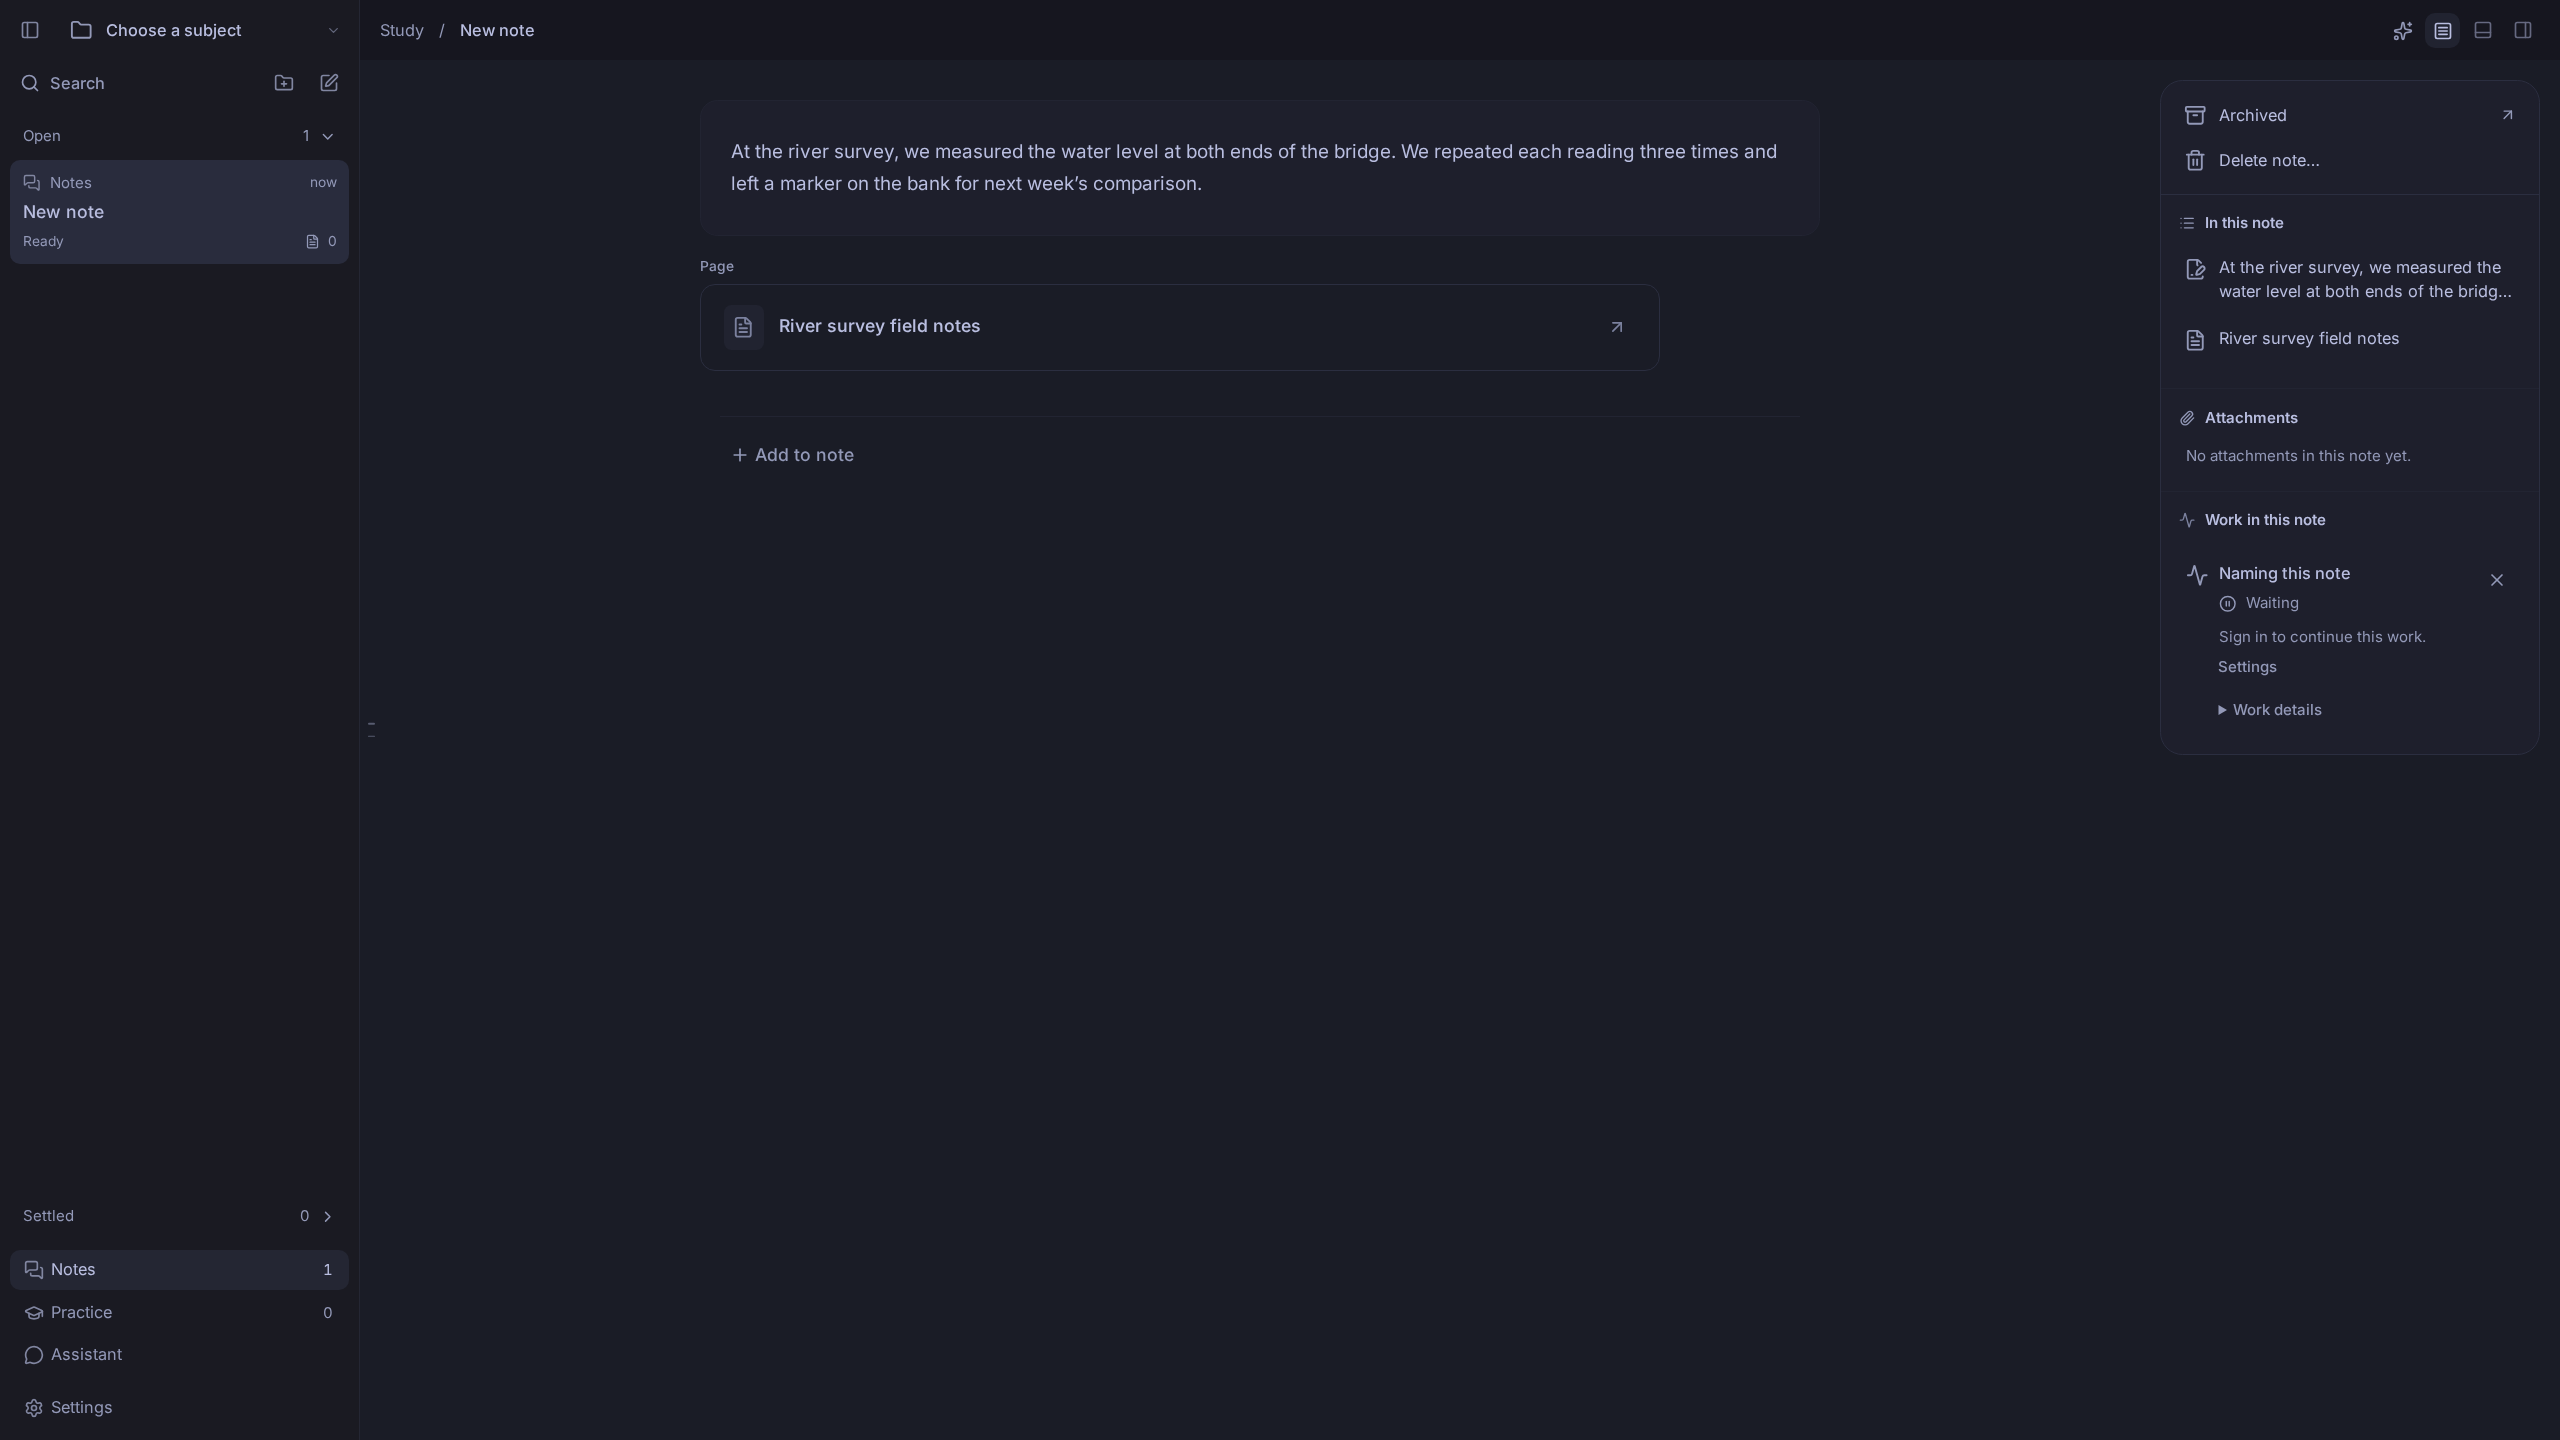 Choose a subject
Search
Open 1
Notes now
New note
Ready 0
Settled 0
Notes 1
Practice 0
Assistant
Settings
Study / New note
At the river survey, we measured the water level at both ends of the bridge. We repeated each reading three times and
left a marker on the bank for next week’s comparison.
Page
River survey field notes
Add to note
Archived
Delete note...
In this note
At the river survey, we measured the
water level at both ends of the bridg...
River survey field notes
Attachments
No attachments in this note yet.
Work in this note
Naming this note
Waiting
Sign in to continue this work.
Settings
Work details